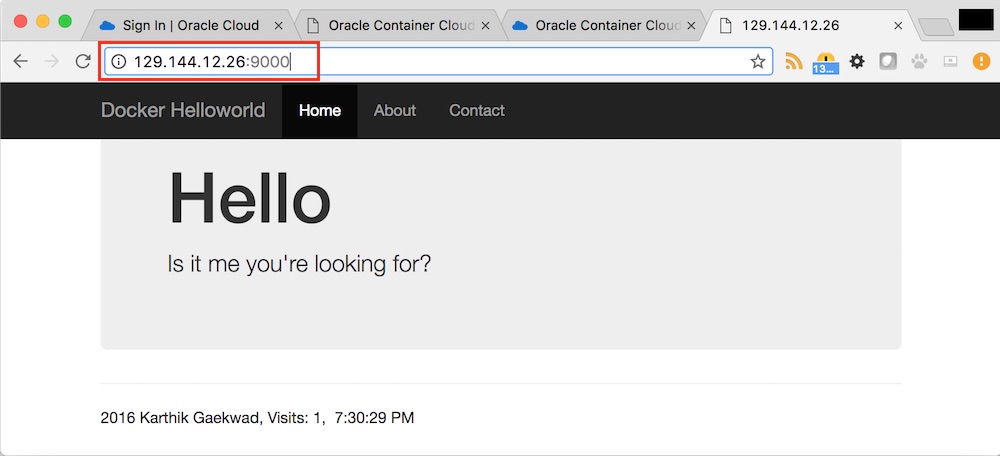 Sign In | Oracle Cloud
Oracle Container Cloud
Oracle Container Cloud
129.144.12.26
129.144.12.26:9000
13...
Docker Helloworld
Home
About
Contact
Hello
Is it me you're looking for?
2016 Karthik Gaekwad, Visits: 1, 7:30:29 PM